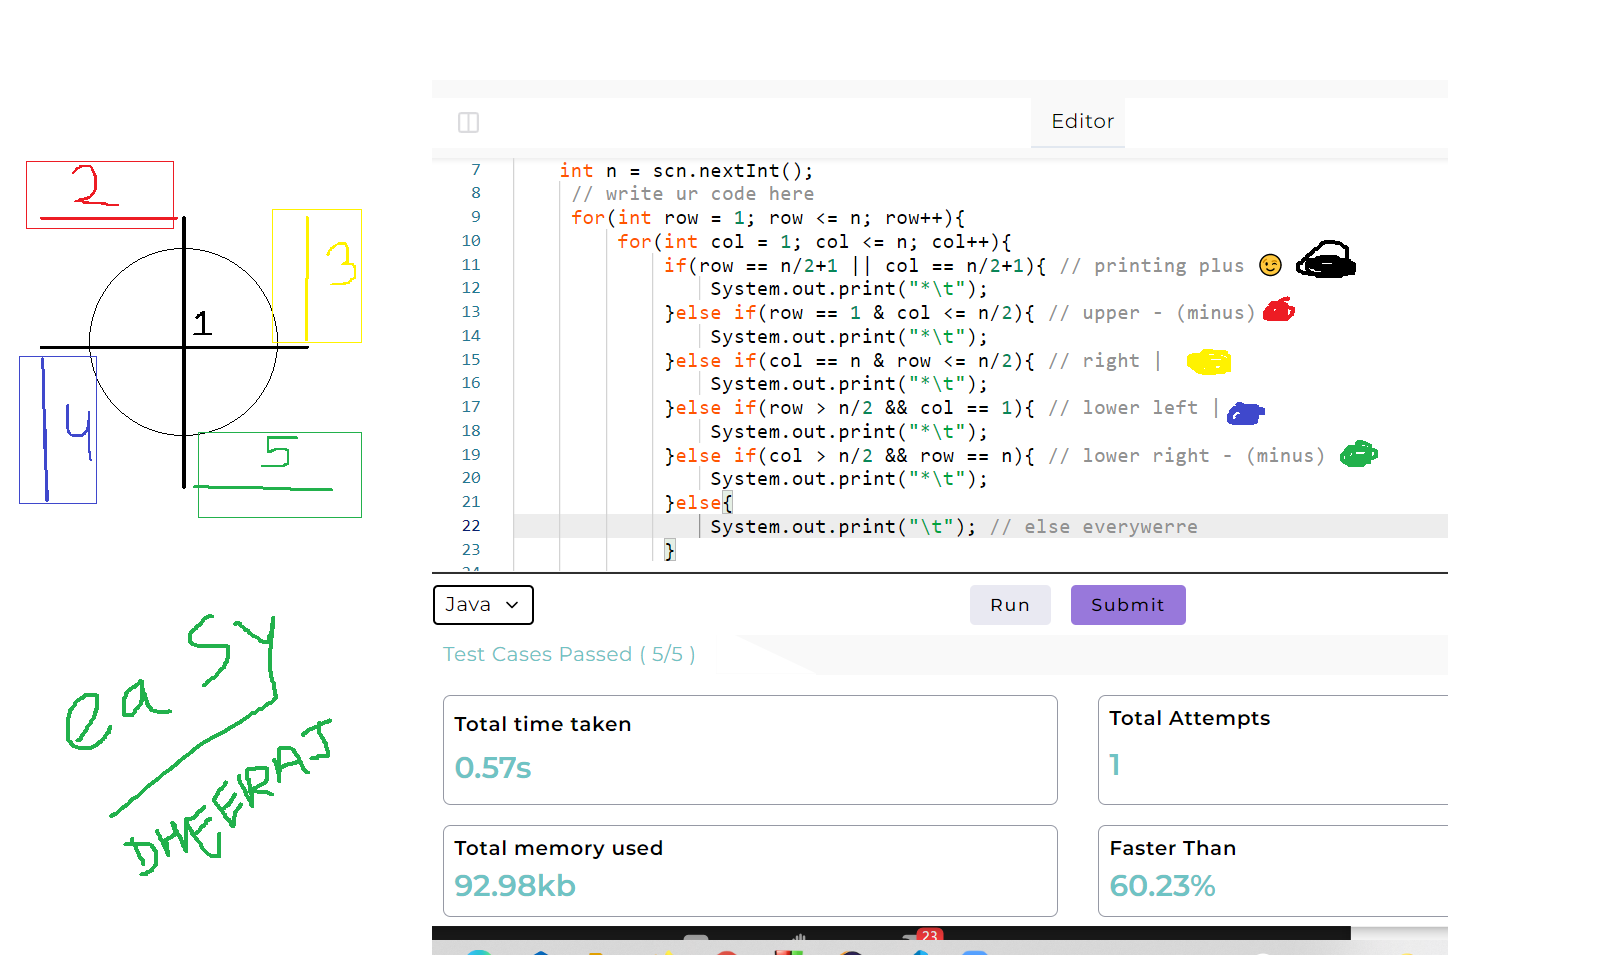 2
3
1
4
5
easy
DHEERAJ
Editor
7 int n = scn.nextInt();
8 // write ur code here
9 for(int row = 1; row <= n; row++){
10 for(int col = 1; col <= n; col++){
11 if(row == n/2+1 || col == n/2+1){ // printing plus 😉
12 System.out.print("*\t");
13 }else if(row == 1 & col <= n/2){ // upper - (minus)
14 System.out.print("*\t");
15 }else if(col == n & row <= n/2){ // right |
16 System.out.print("*\t");
17 }else if(row > n/2 && col == 1){ // lower left |
18 System.out.print("*\t");
19 }else if(col > n/2 && row == n){ // lower right - (minus)
20 System.out.print("*\t");
21 }else{
22 System.out.print("\t"); // else everywerre
23 }
Java
Run
Submit
Test Cases Passed ( 5/5 )
Total time taken
0.57s
Total Attempts
1
Total memory used
92.98kb
Faster Than
60.23%
23